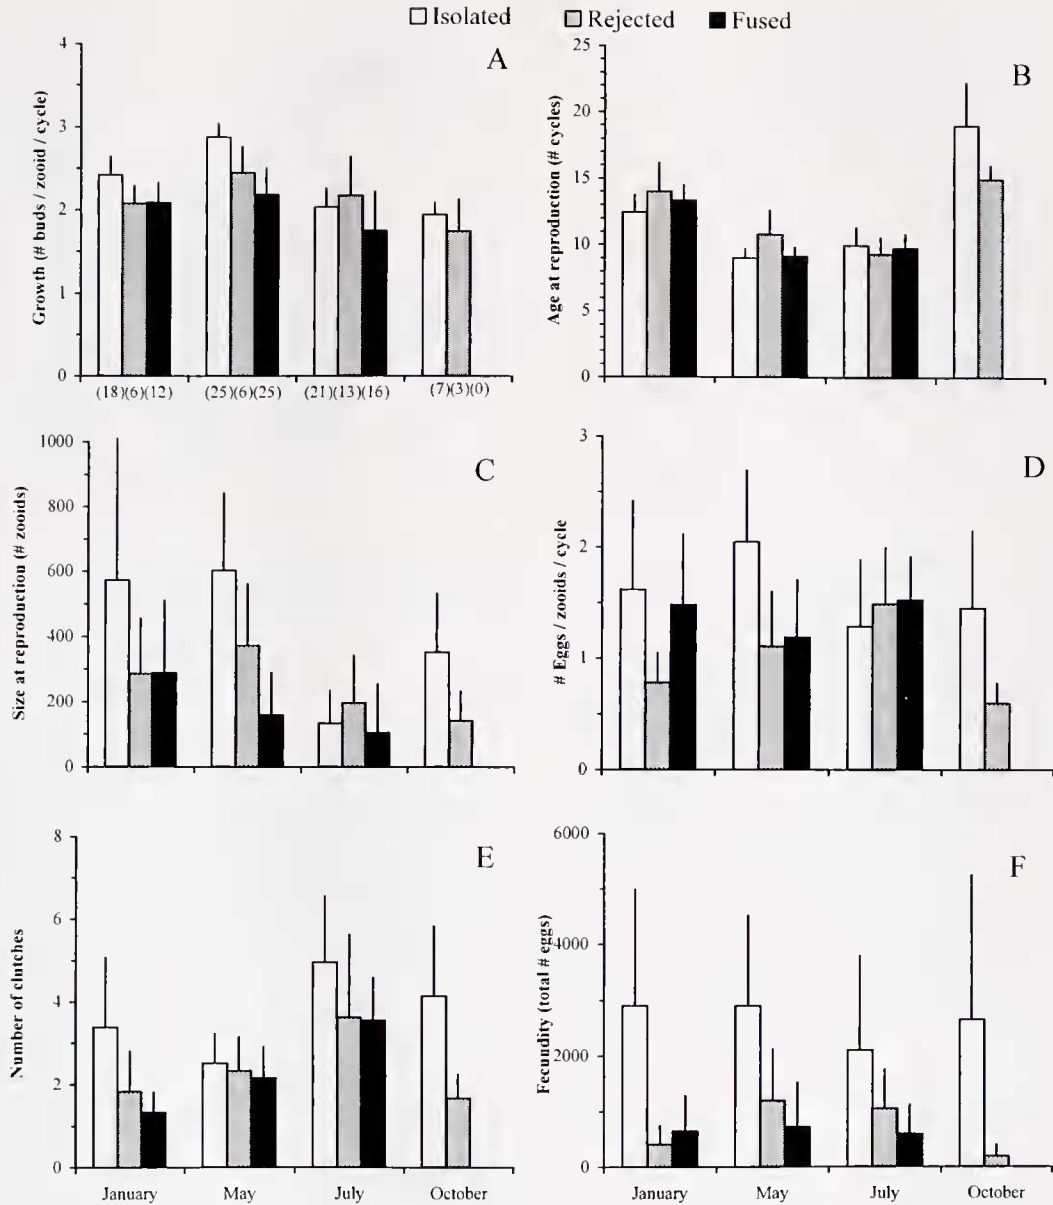 Isolated Rejected Fused
A
Growth (# buds / zooid / cycle)
4
3
2
1
0
(18)(6)(12) (25)(6)(25) (21)(13)(16) (7)(3)(0)
B
Age at reproduction (# cycles)
25
20
15
10
5
0
C
Size at reproduction (# zooids)
1000
800
600
400
200
0
D
# Eggs / zooids / cycle
3
2
1
0
E
Number of clutches
8
6
4
2
0
January May July October
F
Fecundity (total # eggs)
6000
4000
2000
0
January May July October